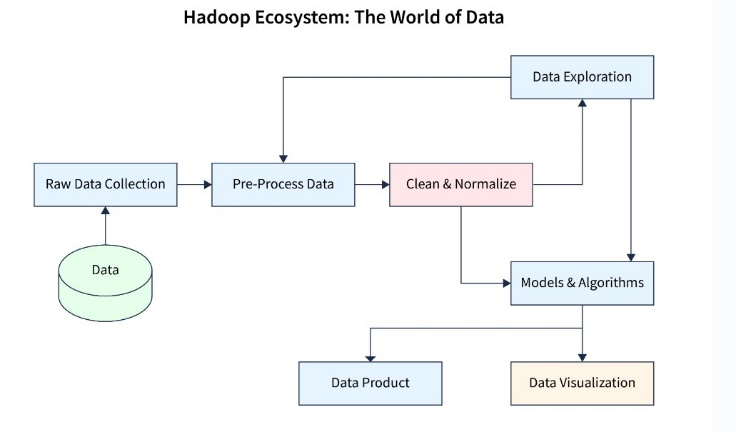 Hadoop Ecosystem: The World of Data
Data Exploration
Raw Data Collection
Pre-Process Data
Clean & Normalize
Data
Models & Algorithms
Data Product
Data Visualization